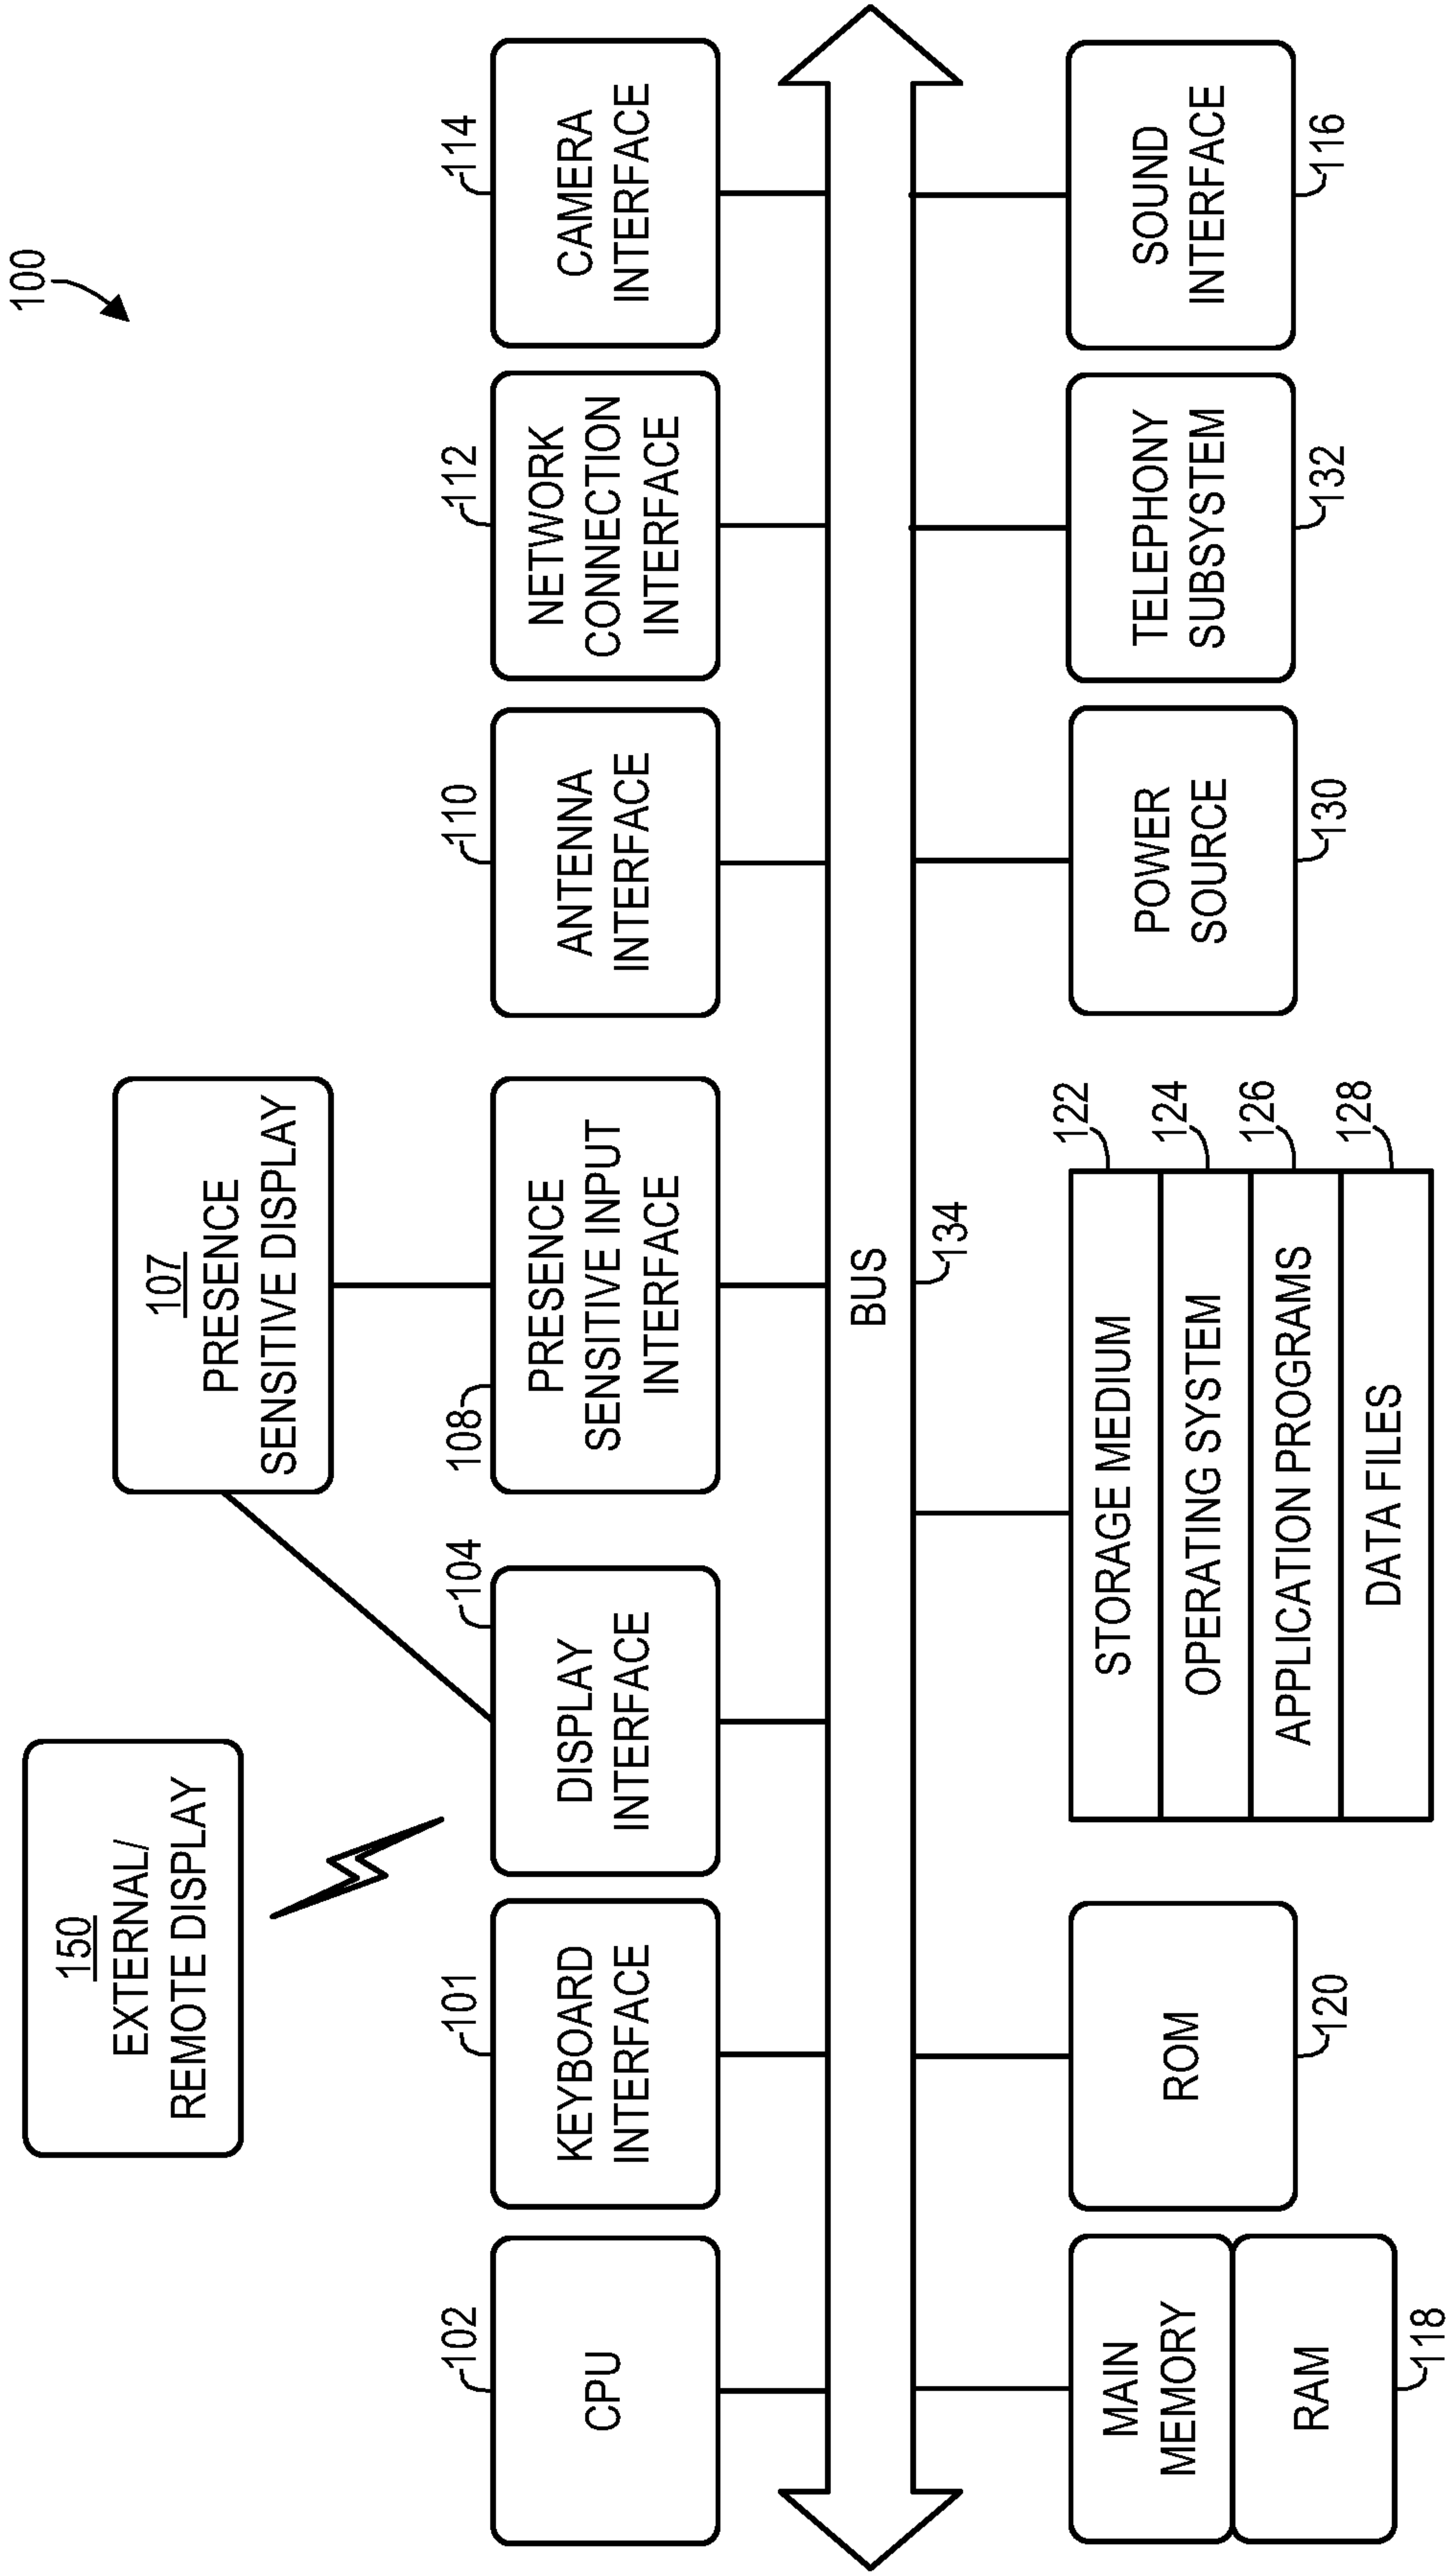 100
150
EXTERNAL/
REMOTE DISPLAY
107
PRESENCE
SENSITIVE DISPLAY
102
CPU
101
KEYBOARD
INTERFACE
104
DISPLAY
INTERFACE
108
PRESENCE
SENSITIVE INPUT
INTERFACE
110
ANTENNA
INTERFACE
112
NETWORK
CONNECTION
INTERFACE
114
CAMERA
INTERFACE
BUS
134
MAIN
MEMORY
RAM
118
ROM
120
STORAGE MEDIUM
122
OPERATING SYSTEM
124
APPLICATION PROGRAMS
126
DATA FILES
128
POWER
SOURCE
130
TELEPHONY
SUBSYSTEM
132
SOUND
INTERFACE
116